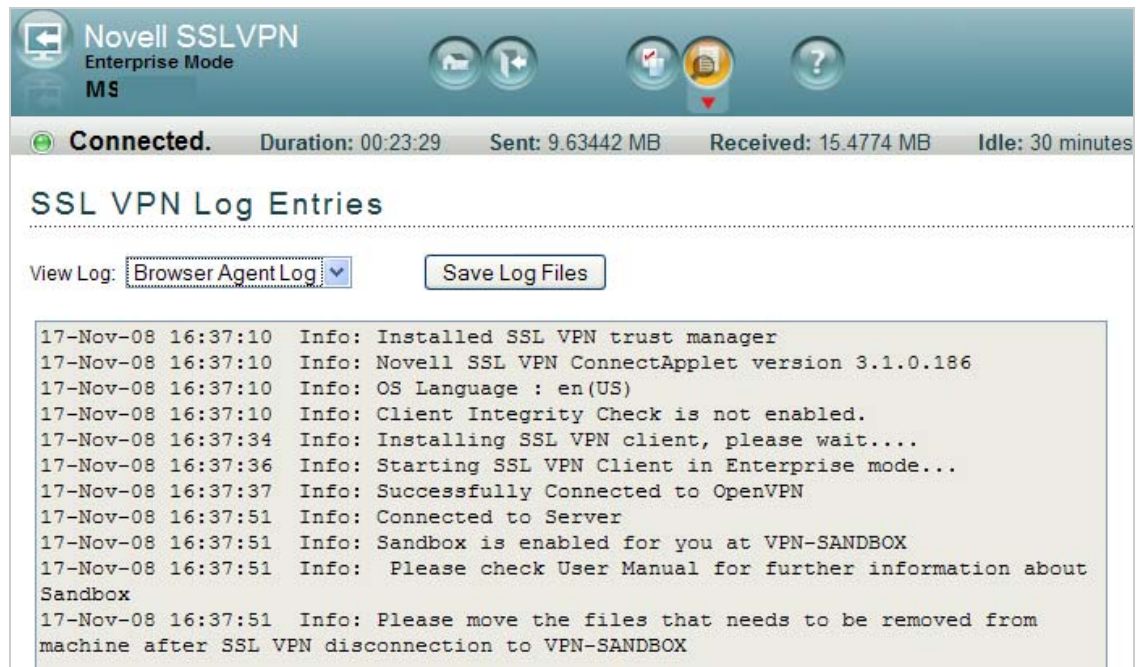 Novell SSLVPN
Enterprise Mode
MS
?
Connected. Duration: 00:23:29 Sent: 9.63442 MB Received: 15.4774 MB Idle: 30 minutes
SSL VPN Log Entries
View Log: Browser Agent Log Save Log Files
17-Nov-08 16:37:10 Info: Installed SSL VPN trust manager
17-Nov-08 16:37:10 Info: Novell SSL VPN ConnectApplet version 3.1.0.186
17-Nov-08 16:37:10 Info: OS Language : en(US)
17-Nov-08 16:37:10 Info: Client Integrity Check is not enabled.
17-Nov-08 16:37:34 Info: Installing SSL VPN client, please wait....
17-Nov-08 16:37:36 Info: Starting SSL VPN Client in Enterprise mode...
17-Nov-08 16:37:37 Info: Successfully Connected to OpenVPN
17-Nov-08 16:37:51 Info: Connected to Server
17-Nov-08 16:37:51 Info: Sandbox is enabled for you at VPN-SANDBOX
17-Nov-08 16:37:51 Info: Please check User Manual for further information about
Sandbox
17-Nov-08 16:37:51 Info: Please move the files that needs to be removed from
machine after SSL VPN disconnection to VPN-SANDBOX